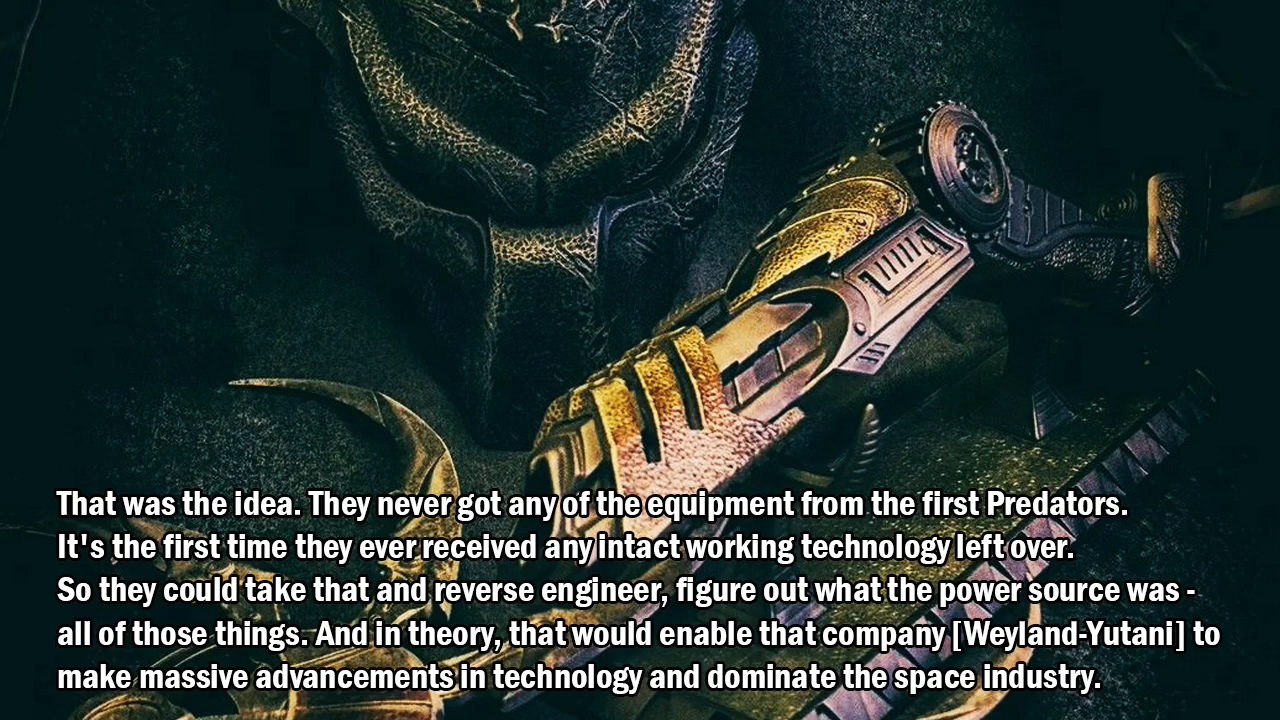 That was the idea. They never got any of the equipment from the first Predators.
It's the first time they ever received any intact working technology left over.
So they could take that and reverse engineer, figure out what the power source was -
all of those things. And in theory, that would enable that company [Weyland-Yutani] to
make massive advancements in technology and dominate the space industry.